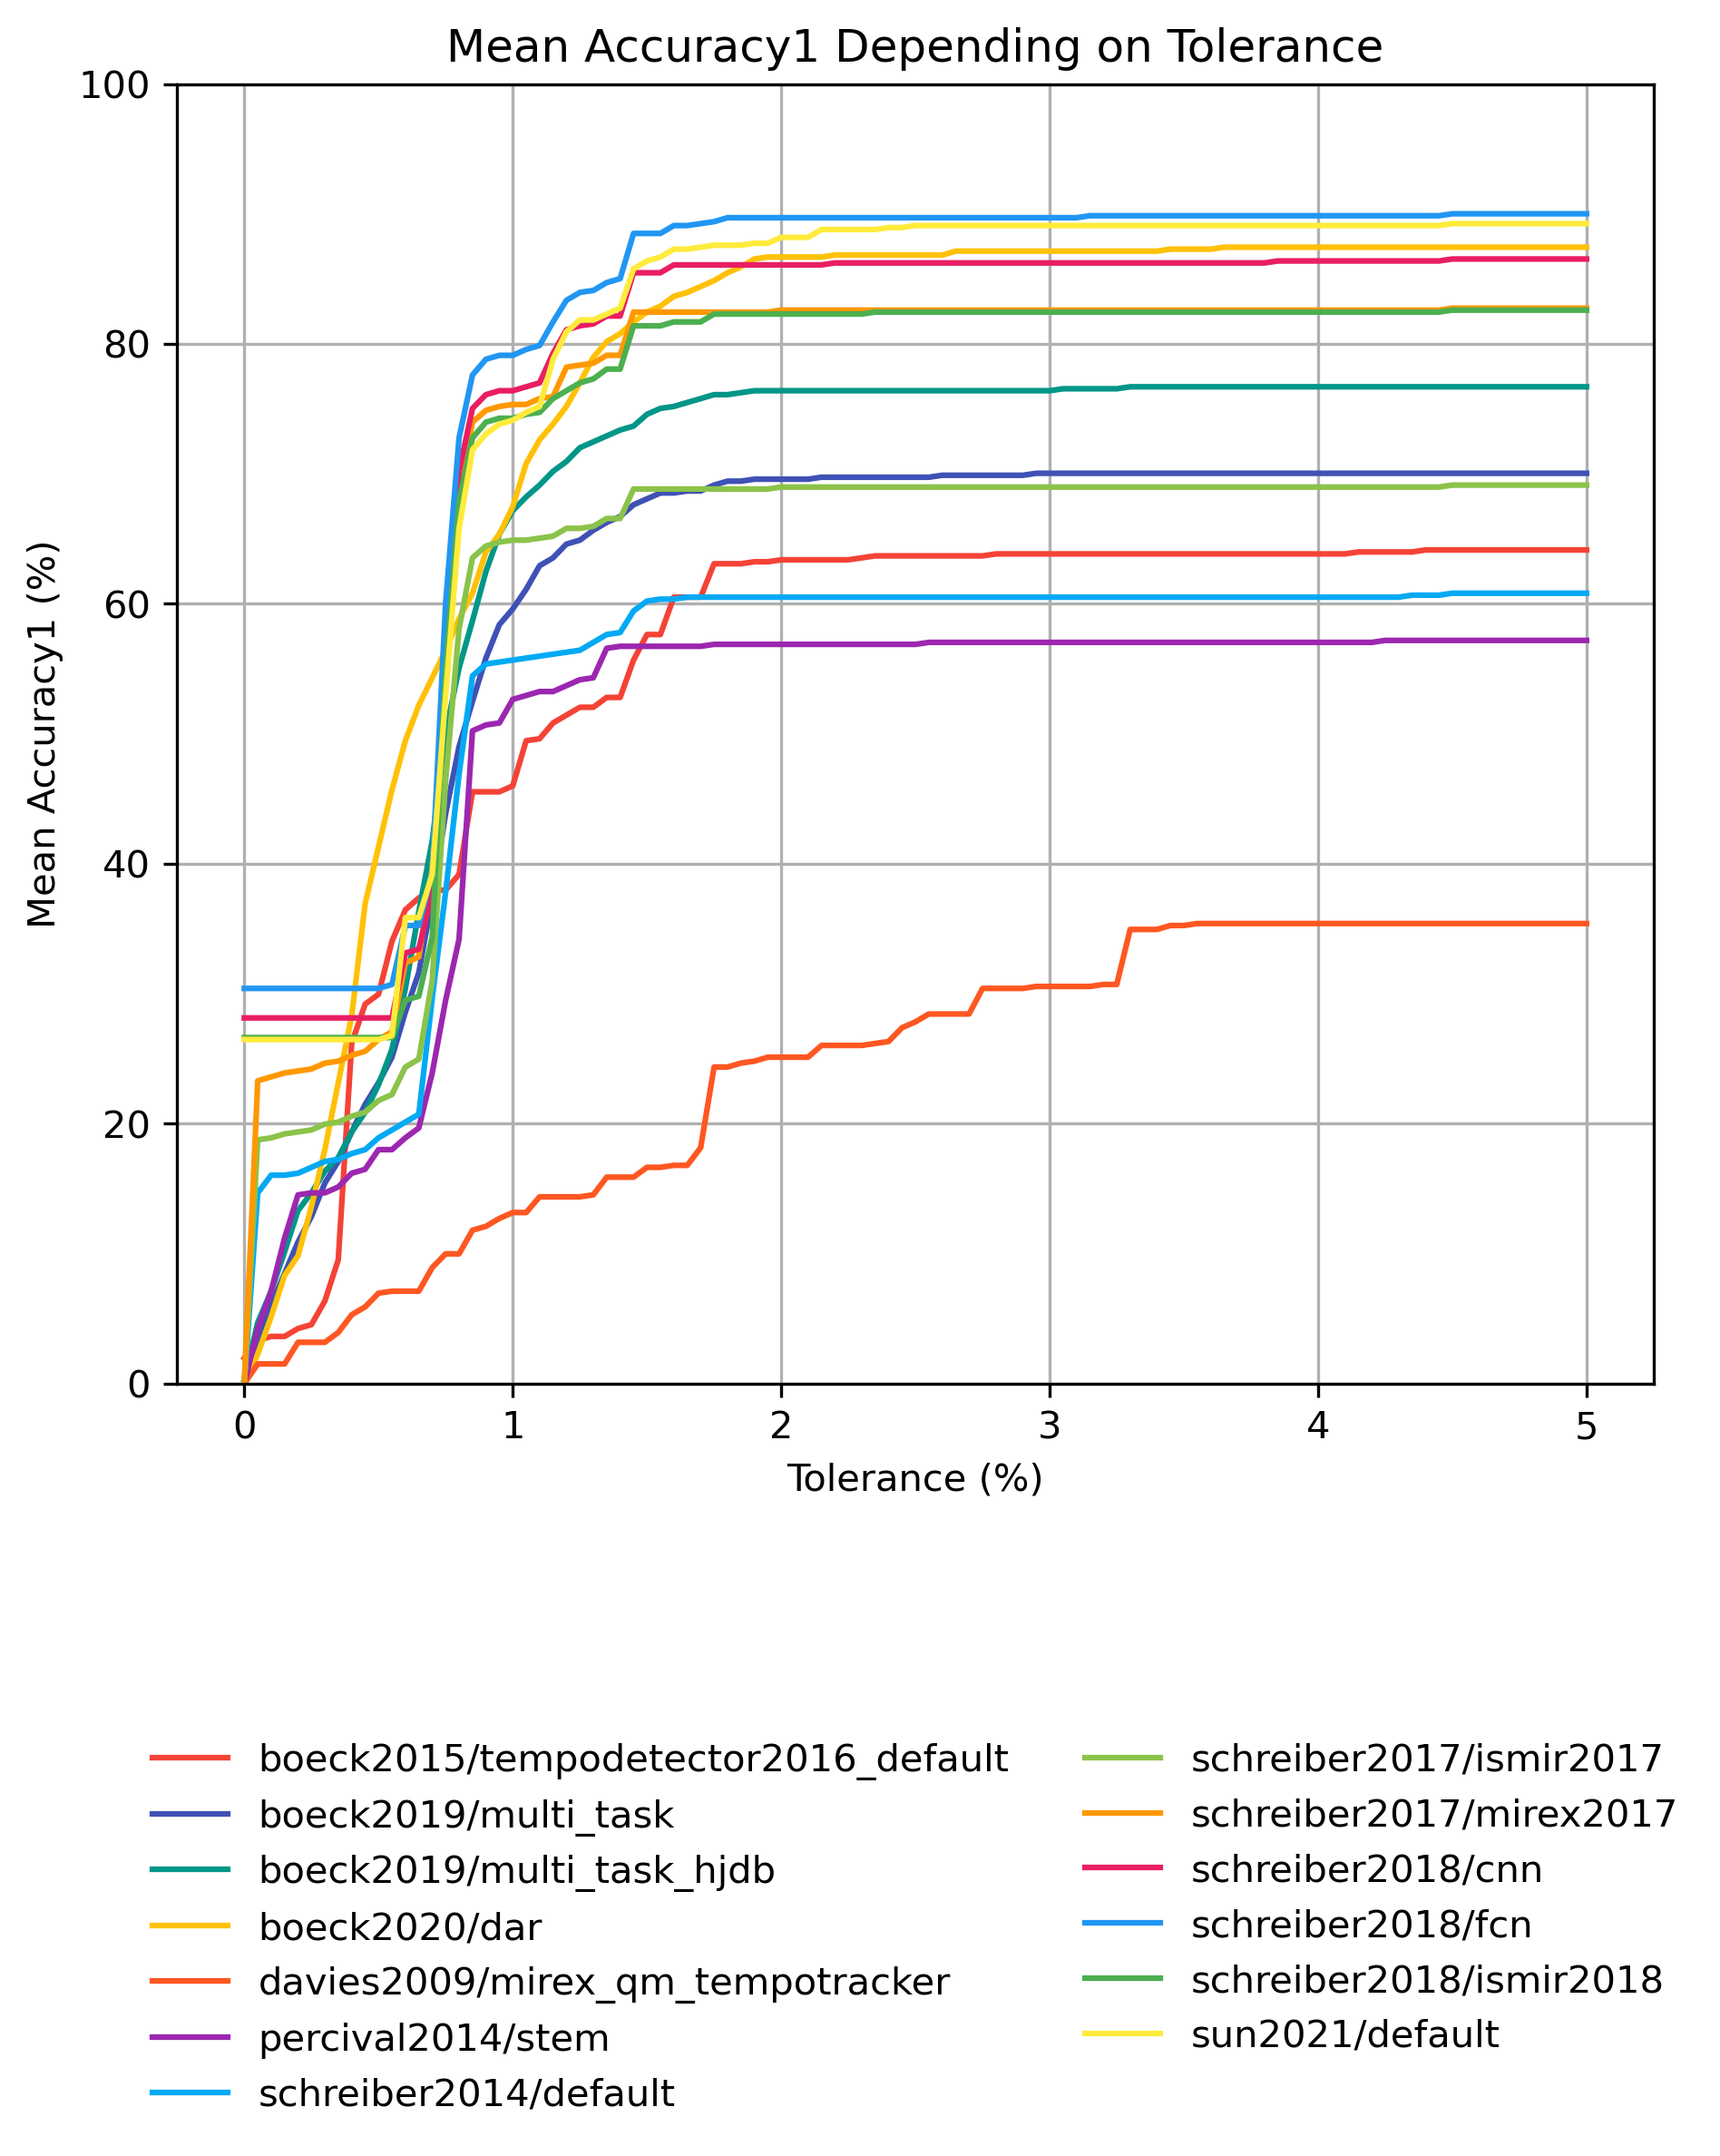 Mean Accuracy1 Depending on Tolerance
100
80
60
40
20
0
Mean Accuracy1 (%)
0 1 2 3 4 5
Tolerance (%)
boeck2015/tempodetector2016_default
boeck2019/multi_task
boeck2019/multi_task_hjdb
boeck2020/dar
davies2009/mirex_qm_tempotracker
percival2014/stem
schreiber2014/default
schreiber2017/ismir2017
schreiber2017/mirex2017
schreiber2018/cnn
schreiber2018/fcn
schreiber2018/ismir2018
sun2021/default